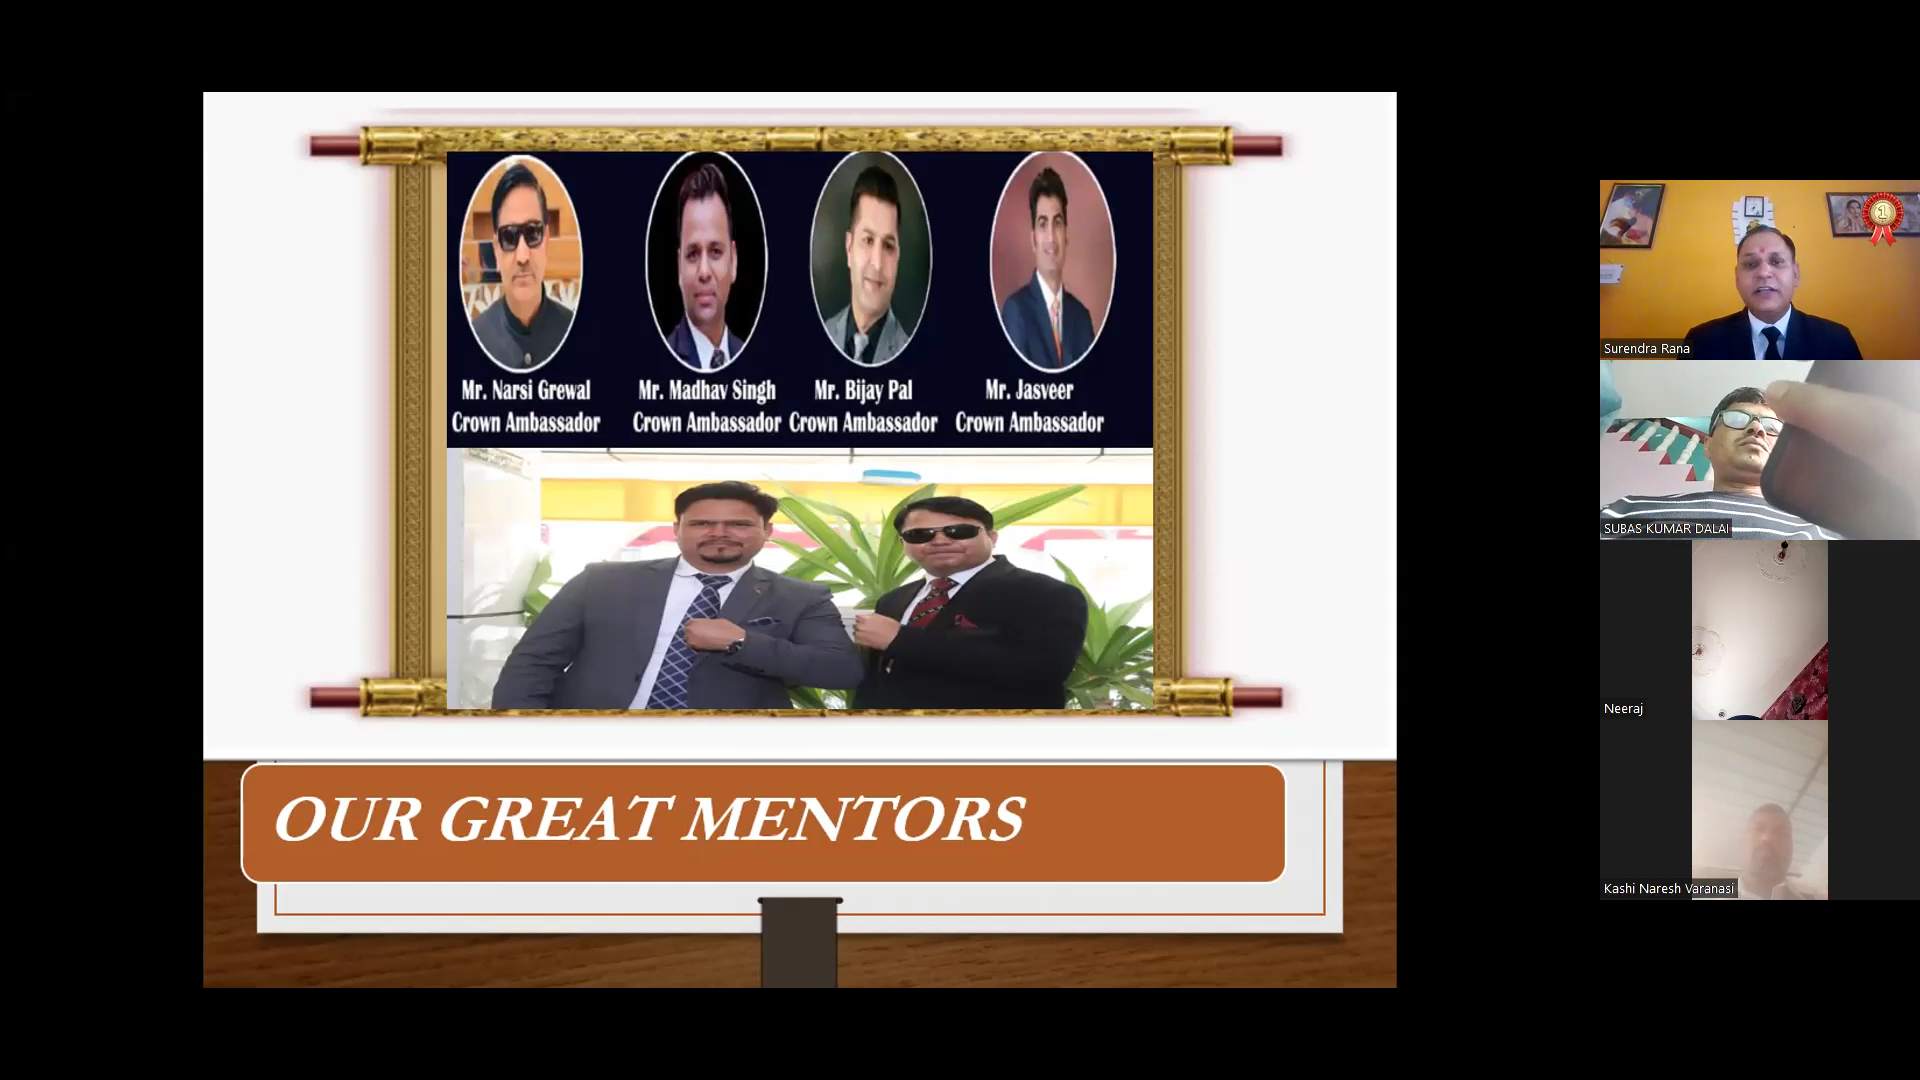 Mr. Narsi Grewal
Crown Ambassador
Mr. Madhav Singh
Crown Ambassador
Mr. Bijay Pal
Crown Ambassador
Mr. Jasveer
Crown Ambassador
OUR GREAT MENTORS
1
Surendra Rana
SUBAS KUMAR DALAI
Neeraj
Kashi Naresh Varanasi